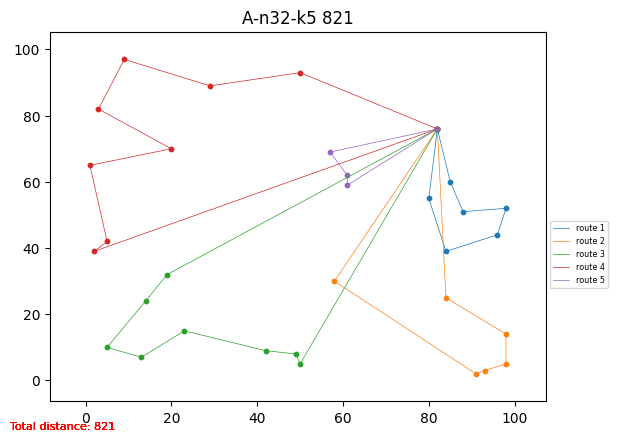 A-n32-k5 821
100
80
60
40
20
0
0 20 40 60 80 100
route 1
route 2
route 3
route 4
route 5
Total distance: 821